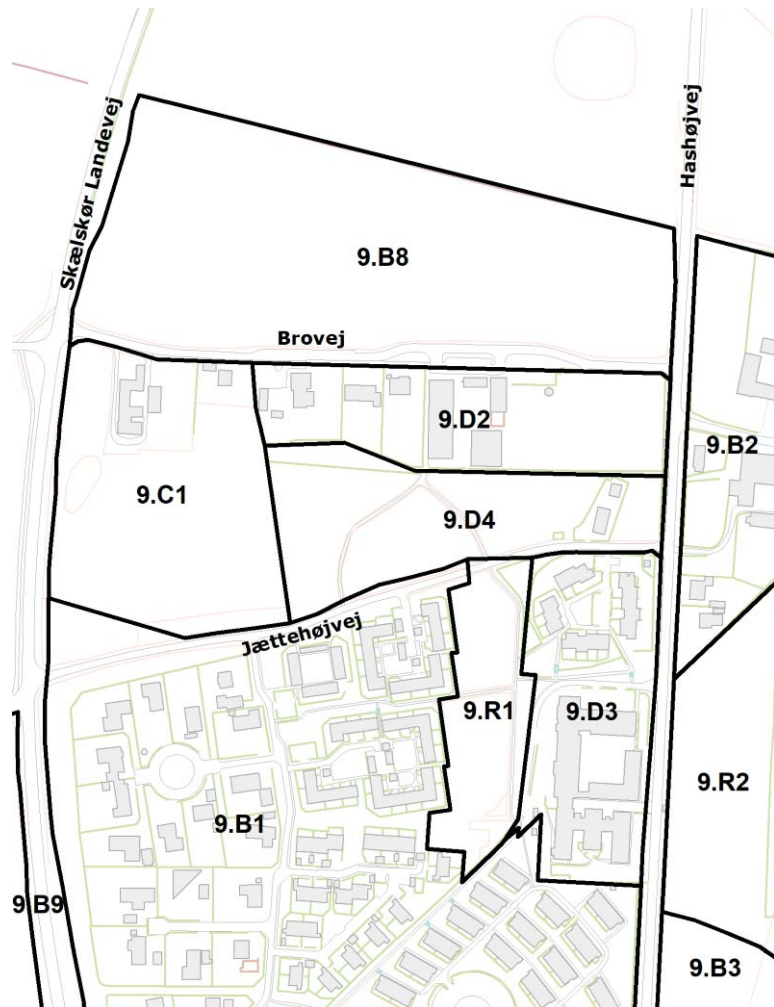 Skælskør Landevej
Hashøjvej
9.B8
Brovej
9.D2
9.B2
9.C1
9.D4
Jættehøjvej
9.R1
9.D3
9.R2
9.B1
9.B9
9.B3